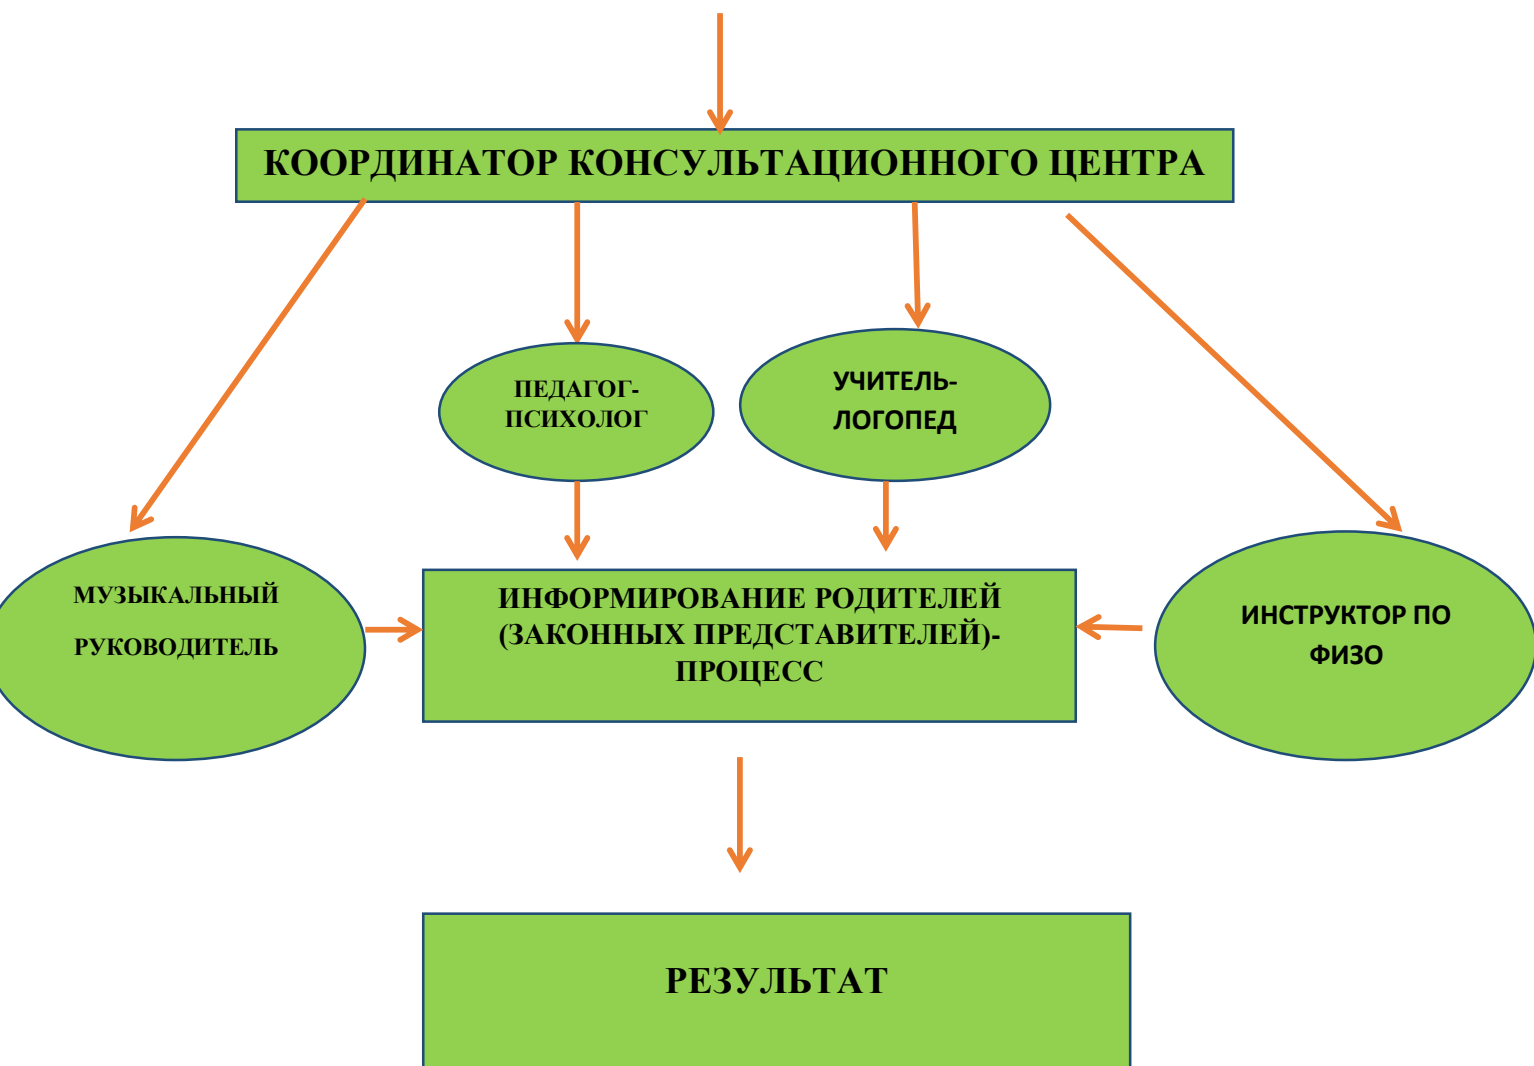 КООРДИНАТОР КОНСУЛЬТАЦИОННОГО ЦЕНТРА
ПЕДАГОГ-
ПСИХОЛОГ
УЧИТЕЛЬ-
ЛОГОПЕД
МУЗЫКАЛЬНЫЙ
РУКОВОДИТЕЛЬ
ИНФОРМИРОВАНИЕ РОДИТЕЛЕЙ
(ЗАКОННЫХ ПРЕДСТАВИТЕЛЕЙ)-
ПРОЦЕСС
ИНСТРУКТОР ПО
ФИЗО
РЕЗУЛЬТАТ